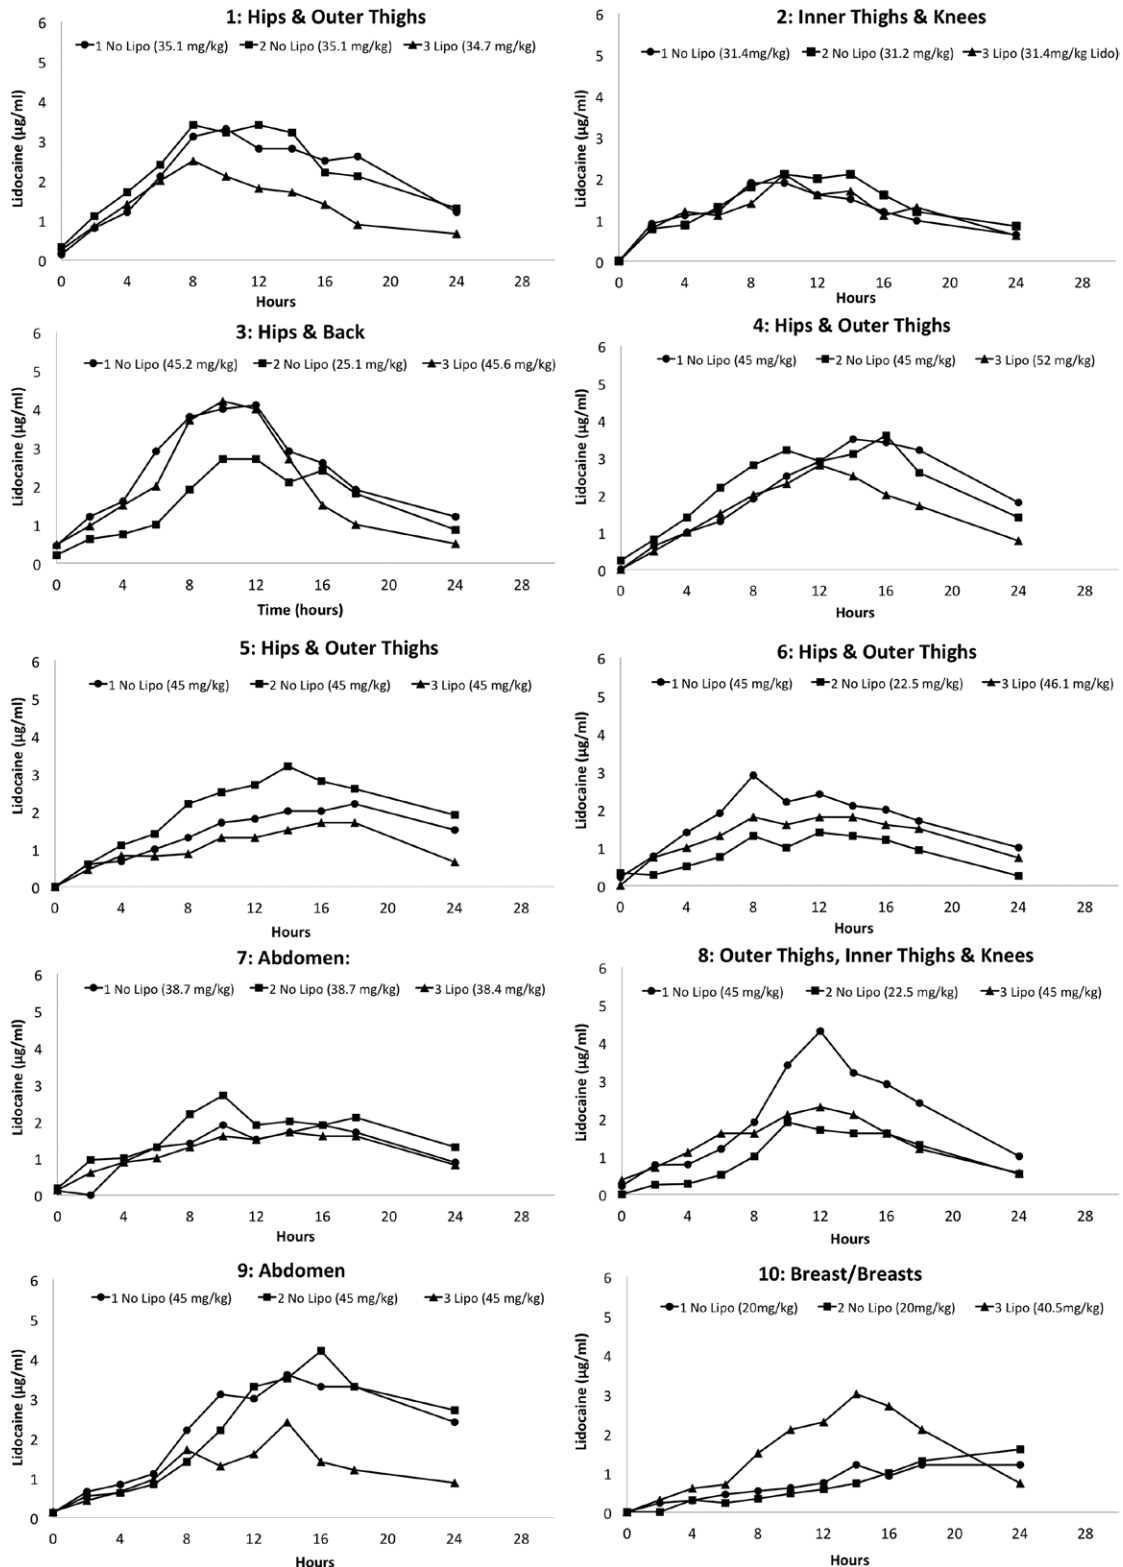 1: Hips & Outer Thighs
1 No Lipo (35.1 mg/kg) 2 No Lipo (35.1 mg/kg) 3 Lipo (34.7 mg/kg)
Lidocaine (µg/ml)
6
5
4
3
2
1
0
0 4 8 12 16 20 24 28
Hours
2: Inner Thighs & Knees
1 No Lipo (31.4mg/kg) 2 No Lipo (31.2 mg/kg) 3 Lipo (31.4mg/kg Lido)
Lidocaine (µg/ml)
6
5
4
3
2
1
0
0 4 8 12 16 20 24 28
Hours
3: Hips & Back
1 No Lipo (45.2 mg/kg) 2 No Lipo (25.1 mg/kg) 3 Lipo (45.6 mg/kg)
Lidocaine (µg/ml)
6
5
4
3
2
1
0
0 4 8 12 16 20 24 28
Time (hours)
4: Hips & Outer Thighs
1 No Lipo (45 mg/kg) 2 No Lipo (45 mg/kg) 3 Lipo (52 mg/kg)
Lidocaine (µg/ml)
6
5
4
3
2
1
0
0 4 8 12 16 20 24 28
Hours
5: Hips & Outer Thighs
1 No Lipo (45 mg/kg) 2 No Lipo (45 mg/kg) 3 Lipo (45 mg/kg)
Lidocaine (µg/ml)
6
5
4
3
2
1
0
0 4 8 12 16 20 24 28
Hours
6: Hips & Outer Thighs
1 No Lipo (45 mg/kg) 2 No Lipo (22.5 mg/kg) 3 Lipo (46.1 mg/kg)
Lidocaine (µg/ml)
6
5
4
3
2
1
0
0 4 8 12 16 20 24 28
Hours
7: Abdomen:
1 No Lipo (38.7 mg/kg) 2 No Lipo (38.7 mg/kg) 3 Lipo (38.4 mg/kg)
Lidocaine (µg/ml)
6
5
4
3
2
1
0
0 4 8 12 16 20 24 28
Hours
8: Outer Thighs, Inner Thighs & Knees
1 No Lipo (45 mg/kg) 2 No Lipo (22.5 mg/kg) 3 Lipo (45 mg/kg)
Lidocaine (µg/ml)
6
5
4
3
2
1
0
0 4 8 12 16 20 24 28
Hours
9: Abdomen
1 No Lipo (45 mg/kg) 2 No Lipo (45 mg/kg) 3 Lipo (45 mg/kg)
Lidocaine (µg/ml)
6
5
4
3
2
1
0
0 4 8 12 16 20 24 28
Hours
10: Breast/Breasts
1 No Lipo (20mg/kg) 2 No Lipo (20mg/kg) 3 Lipo (40.5mg/kg)
Lidocaine (µg/ml)
6
5
4
3
2
1
0
0 4 8 12 16 20 24 28
Hours